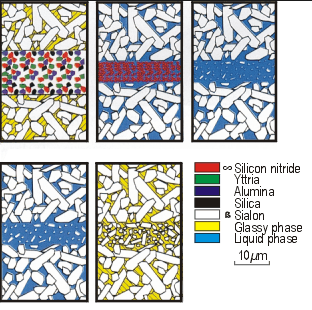 ∞ Silicon nitride
Yttria
Alumina
Silica
ß Sialon
Glassy phase
Liquid phase
10μm